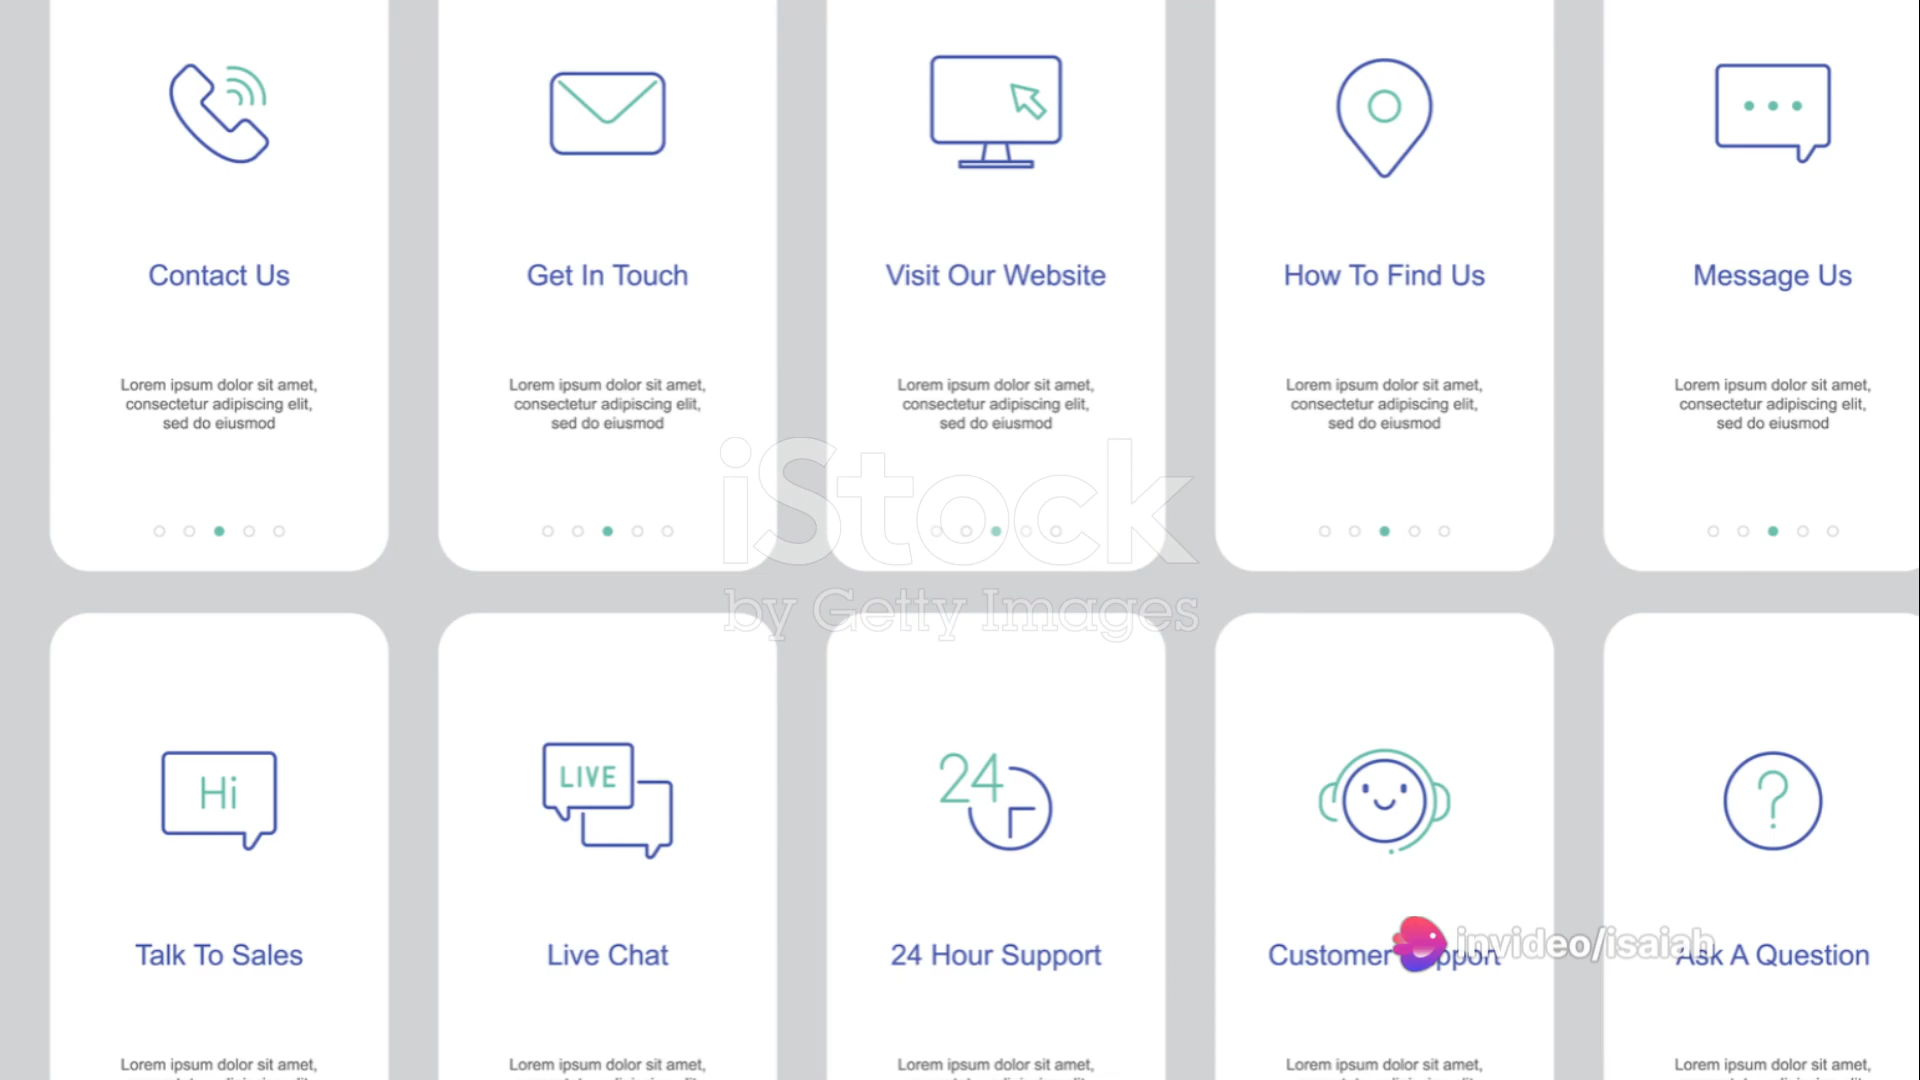 Contact Us
Lorem ipsum dolor sit amet,
consectetur adipiscing elit,
sed do eiusmod
Get In Touch
Lorem ipsum dolor sit amet,
consectetur adipiscing elit,
sed do eiusmod
Visit Our Website
Lorem ipsum dolor sit amet,
consectetur adipiscing elit,
sed do eiusmod
How To Find Us
Lorem ipsum dolor sit amet,
consectetur adipiscing elit,
sed do eiusmod
Message Us
Lorem ipsum dolor sit amet,
consectetur adipiscing elit,
sed do eiusmod
iStock
by Getty Images
Hi
Talk To Sales
Lorem ipsum dolor sit amet,
LIVE
Live Chat
Lorem ipsum dolor sit amet,
24
24 Hour Support
Lorem ipsum dolor sit amet,
Customer Support
Lorem ipsum dolor sit amet,
?
Ask A Question
Lorem ipsum dolor sit amet,
invideo/isaiah